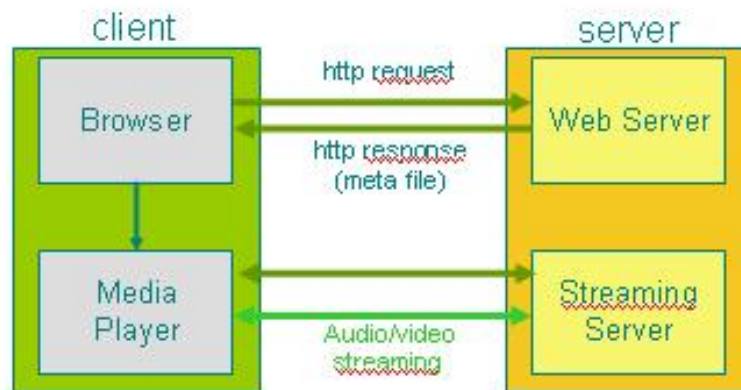 client
server
http request
Browser
Web Server
http response
(meta file)
Media
Player
Streaming
Server
Audio/video
streaming